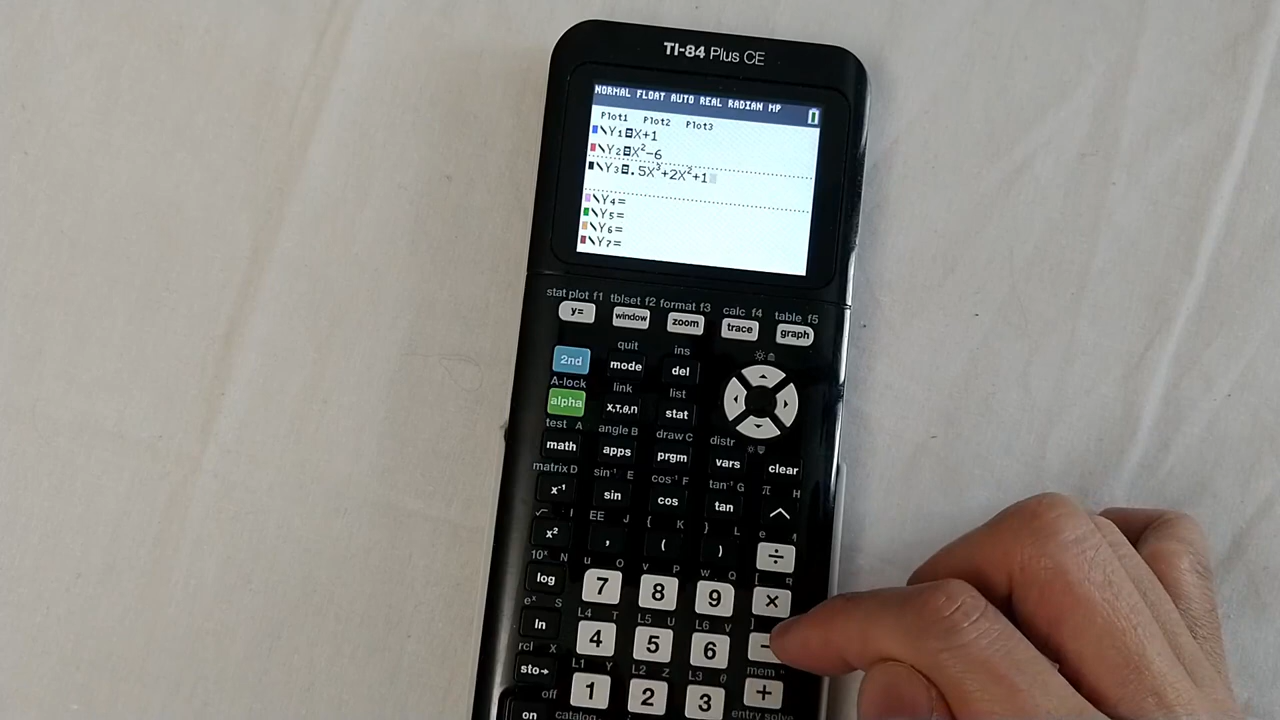 TI-84 Plus CE
NORMAL FLOAT AUTO REAL RADIAN MP
Plot1 Plot2 Plot3
\Y₁=X+1
\Y₂=X²-6
\Y₃=.5X³+2X²+1
\Y₄=
\Y₅=
\Y₆=
\Y₇=
stat plot f1 tblset f2 format f3 calc f4 table f5
y= window zoom trace graph
quit ins
2nd mode del
A-lock link list
alpha X,T,θ,n stat
test A angle B draw C distr
math apps prgm vars clear
matrix D sin⁻¹ E cos⁻¹ F tan⁻¹ G π H
x⁻¹ sin cos tan ^
√ I EE J { K } L e
x² , ( ) ÷
10ˣ N u O v P w Q [
log 7 8 9 ×
eˣ S L4 T L5 U L6 V ]
ln 4 5 6 −
rcl X L1 Y L2 Z L3 θ mem "
sto→ 1 2 3 +
off catalog entry solve
on